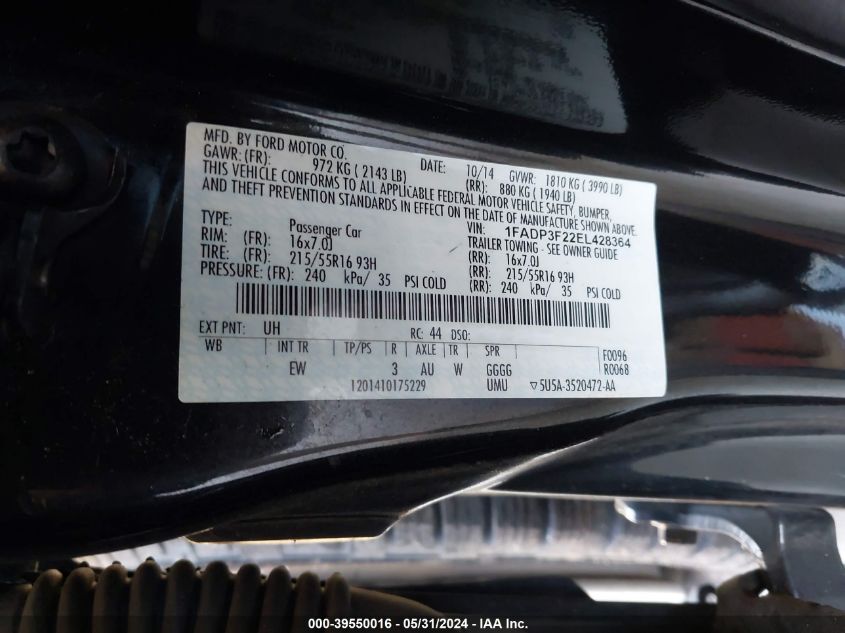 MFD. BY FORD MOTOR CO.
DATE: 10/14 GVWR: 1810 KG ( 3990 LB)
GAWR: (FR): 972 KG ( 2143 LB) (RR): 880 KG ( 1940 LB)
THIS VEHICLE CONFORMS TO ALL APPLICABLE FEDERAL MOTOR VEHICLE SAFETY, BUMPER,
AND THEFT PREVENTION STANDARDS IN EFFECT ON THE DATE OF MANUFACTURE SHOWN ABOVE.
VIN: 1FADP3F22EL428364
TYPE: Passenger Car TRAILER TOWING - SEE OWNER GUIDE
RIM: (FR): 16x7.0J (RR): 16x7.0J
TIRE: (FR): 215/55R16 93H (RR): 215/55R16 93H
PRESSURE: (FR): 240 kPa/ 35 PSI COLD (RR): 240 kPa/ 35 PSI COLD
EXT PNT: UH RC: 44 DSO:
WB INT TR TP/PS R AXLE TR SPR F0096
EW 3 AU W GGGG R0068
1201410175229 UMU ▽5U5A-3520472-AA
000-39550016 - 05/31/2024 - © IAA Inc.